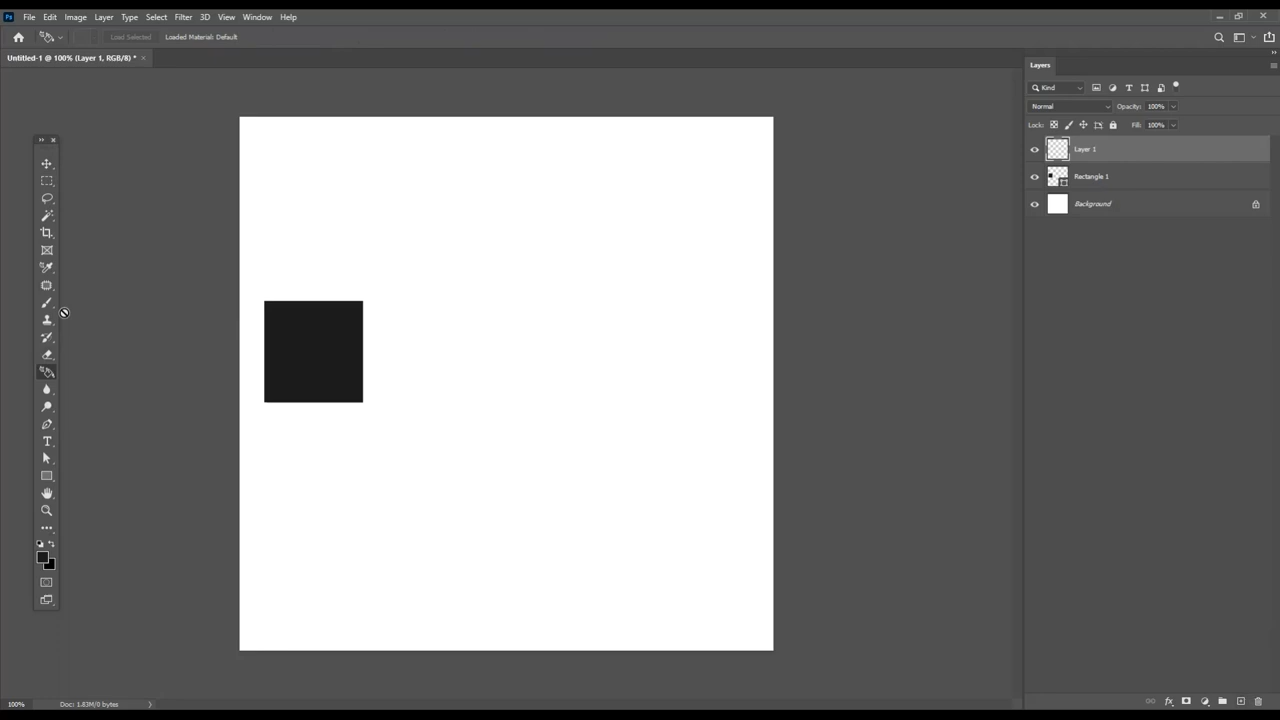 Ps File Edit Image Layer Type Select Filter 3D View Window Help
Load Selected Loaded Material: Default
Untitled-1 @ 100% (Layer 1, RGB/8) * ×
Layers
Kind
Normal Opacity: 100%
Lock: Fill: 100%
Layer 1
Rectangle 1
Background
100% Doc: 1.83M/0 bytes